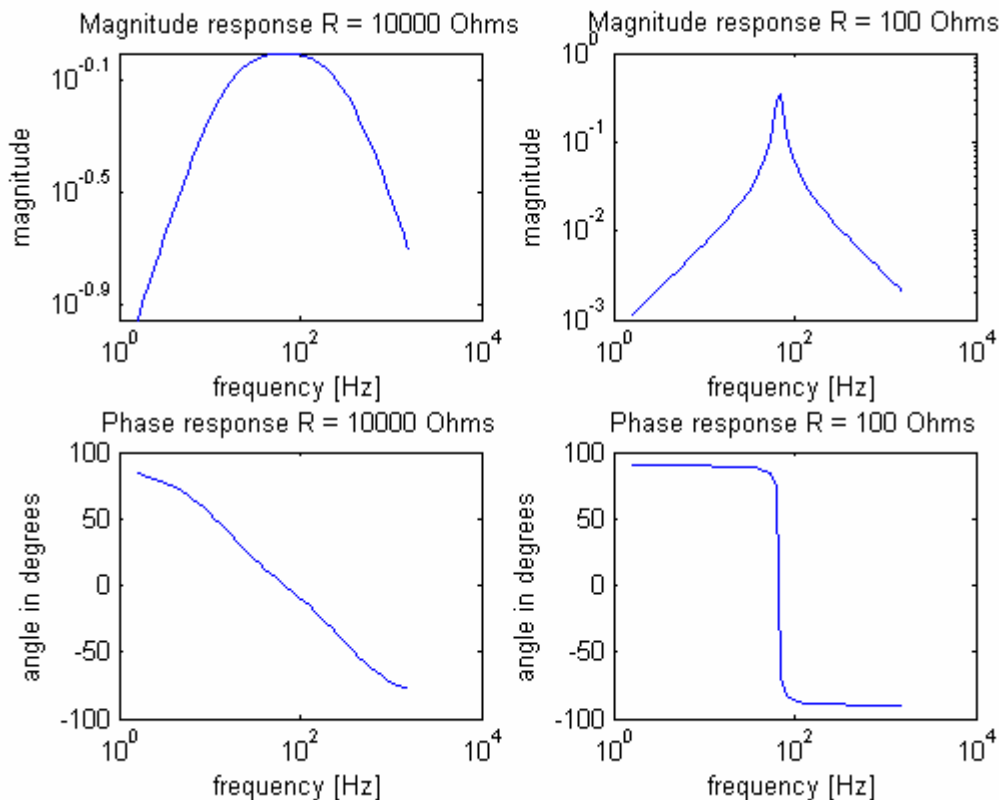 Magnitude response R = 10000 Ohms
10^-0.1
10^-0.5
10^-0.9
magnitude
10^0 10^2 10^4
frequency [Hz]
Magnitude response R = 100 Ohms
10^0
10^-1
10^-2
10^-3
magnitude
10^0 10^2 10^4
frequency [Hz]
Phase response R = 10000 Ohms
100
50
0
-50
-100
angle in degrees
10^0 10^2 10^4
frequency [Hz]
Phase response R = 100 Ohms
100
50
0
-50
-100
angle in degrees
10^0 10^2 10^4
frequency [Hz]